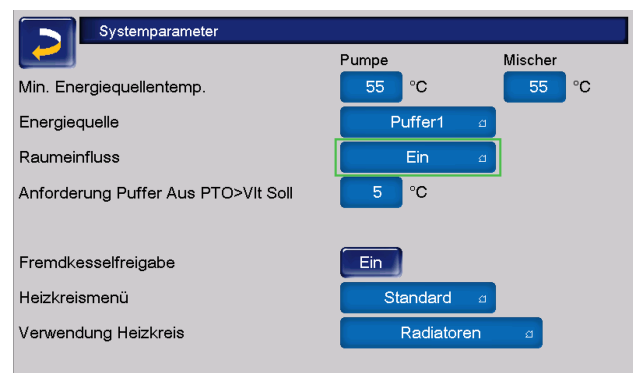 Systemparameter
Pumpe Mischer
Min. Energiequellentemp. 55 °C 55 °C
Energiequelle Puffer1
Raumeinfluss Ein
Anforderung Puffer Aus PTO>Vlt Soll 5 °C
Fremdkesselfreigabe Ein
Heizkreismenü Standard
Verwendung Heizkreis Radiatoren